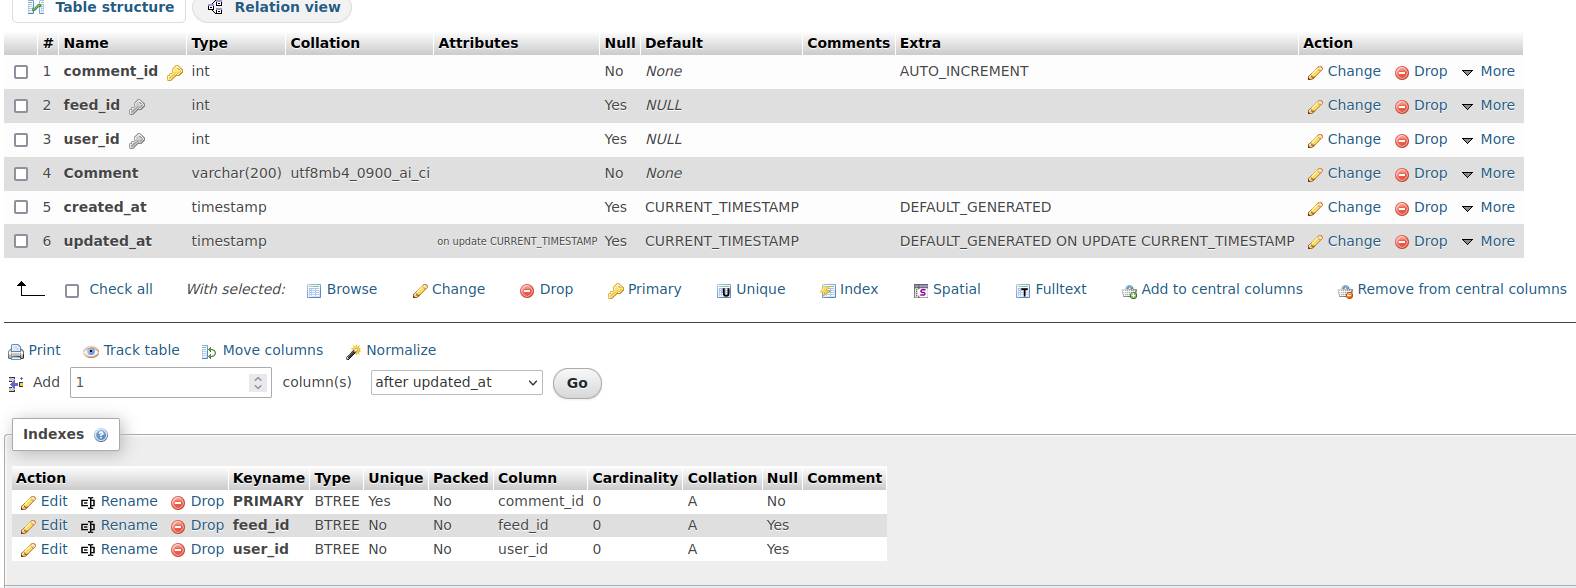 Table structure Relation view
# Name Type Collation Attributes Null Default Comments Extra Action
1 comment_id int No None AUTO_INCREMENT Change Drop More
2 feed_id int Yes NULL Change Drop More
3 user_id int Yes NULL Change Drop More
4 Comment varchar(200) utf8mb4_0900_ai_ci No None Change Drop More
5 created_at timestamp Yes CURRENT_TIMESTAMP DEFAULT_GENERATED Change Drop More
6 updated_at timestamp on update CURRENT_TIMESTAMP Yes CURRENT_TIMESTAMP DEFAULT_GENERATED ON UPDATE CURRENT_TIMESTAMP Change Drop More
Check all With selected: Browse Change Drop Primary Unique Index Spatial Fulltext Add to central columns Remove from central columns
Print Track table Move columns Normalize
Add 1 column(s) after updated_at Go
Indexes
Action Keyname Type Unique Packed Column Cardinality Collation Null Comment
Edit Rename Drop PRIMARY BTREE Yes No comment_id 0 A No
Edit Rename Drop feed_id BTREE No No feed_id 0 A Yes
Edit Rename Drop user_id BTREE No No user_id 0 A Yes